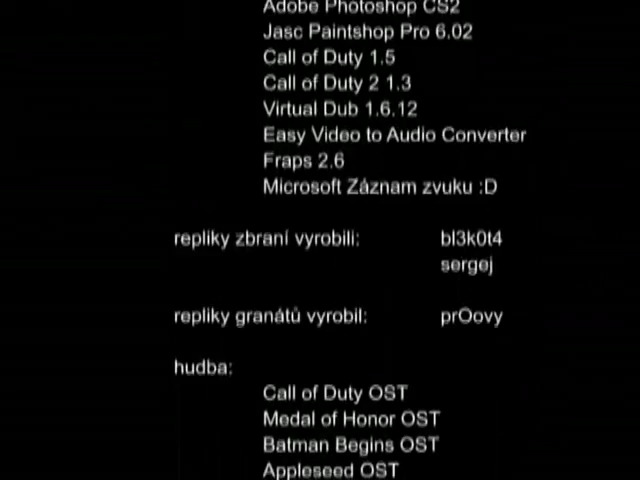 Adobe Photoshop CS2
Jasc Paintshop Pro 6.02
Call of Duty 1.5
Call of Duty 2 1.3
Virtual Dub 1.6.12
Easy Video to Audio Converter
Fraps 2.6
Microsoft Záznam zvuku :D
repliky zbraní vyrobili: bl3k0t4
sergej
repliky granátů vyrobil: prOovy
hudba:
Call of Duty OST
Medal of Honor OST
Batman Begins OST
Appleseed OST